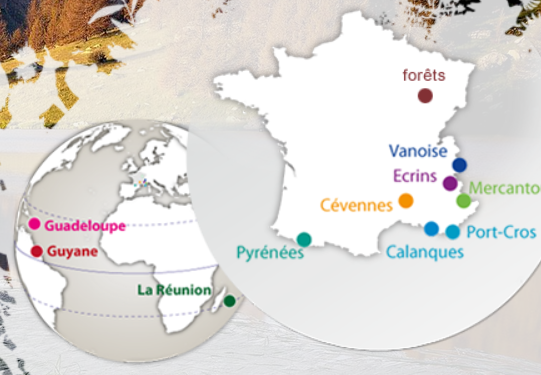 forêts
Vanoise
Ecrins
Mercanto
Cévennes
Port-Cros
Pyrénées
Calanques
Guadeloupe
Guyane
La Réunion